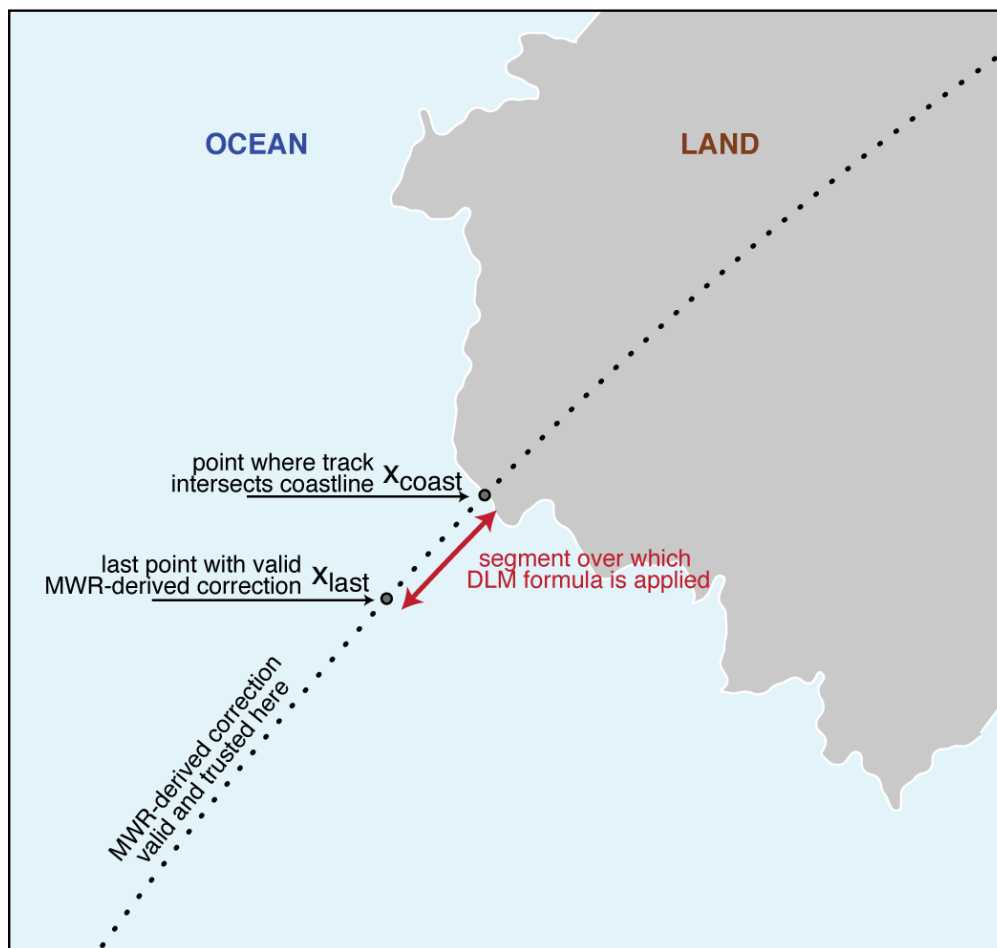 OCEAN
LAND
point where track
intersects coastline
xcoast
segment over which
DLM formula is applied
last point with valid
MWR-derived correction
xlast
MWR-derived correction
valid and trusted here